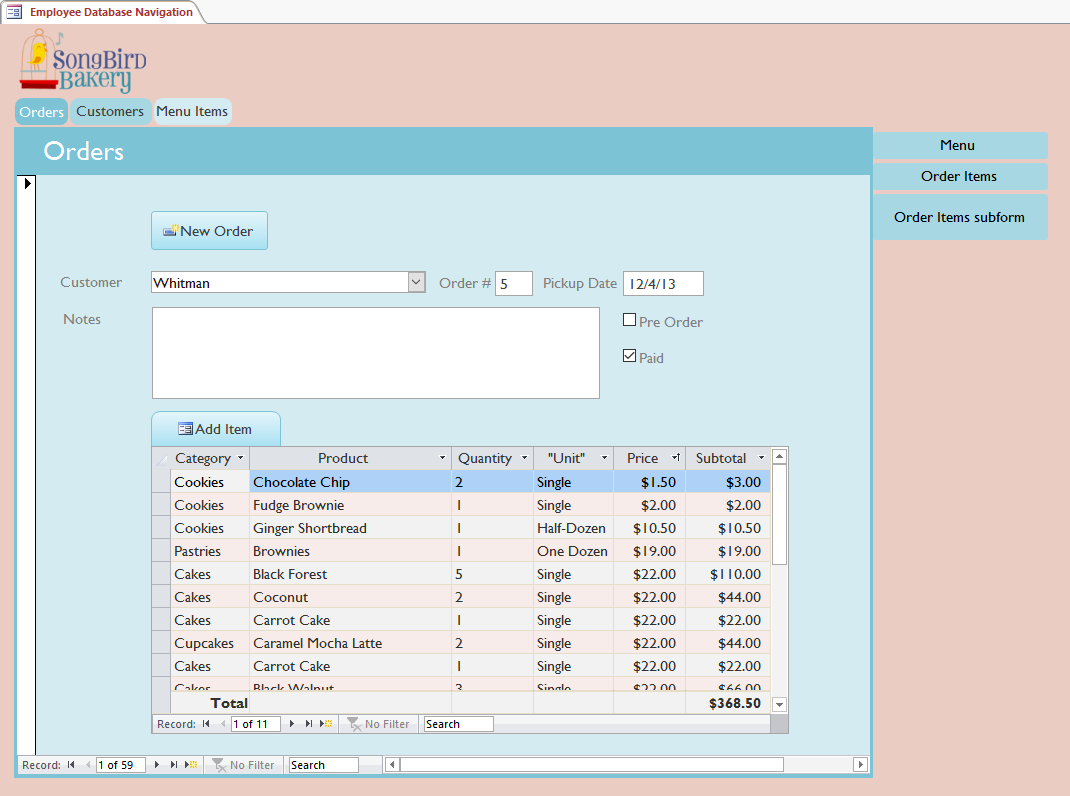 Employee Database Navigation
SongBird
Bakery
Orders Customers Menu Items
Orders
Menu
Order Items
Order Items subform
New Order
Customer Whitman Order # 5 Pickup Date 12/4/13
Notes
Pre Order
Paid
Add Item
Category Product Quantity "Unit" Price Subtotal
Cookies Chocolate Chip 2 Single $1.50 $3.00
Cookies Fudge Brownie 1 Single $2.00 $2.00
Cookies Ginger Shortbread 1 Half-Dozen $10.50 $10.50
Pastries Brownies 1 One Dozen $19.00 $19.00
Cakes Black Forest 5 Single $22.00 $110.00
Cakes Coconut 2 Single $22.00 $44.00
Cakes Carrot Cake 1 Single $22.00 $22.00
Cupcakes Caramel Mocha Latte 2 Single $22.00 $44.00
Cakes Carrot Cake 1 Single $22.00 $22.00
Cakes Black Walnut 3 Single $22.00 $66.00
Total $368.50
Record: 1 of 11 No Filter Search
Record: 1 of 59 No Filter Search